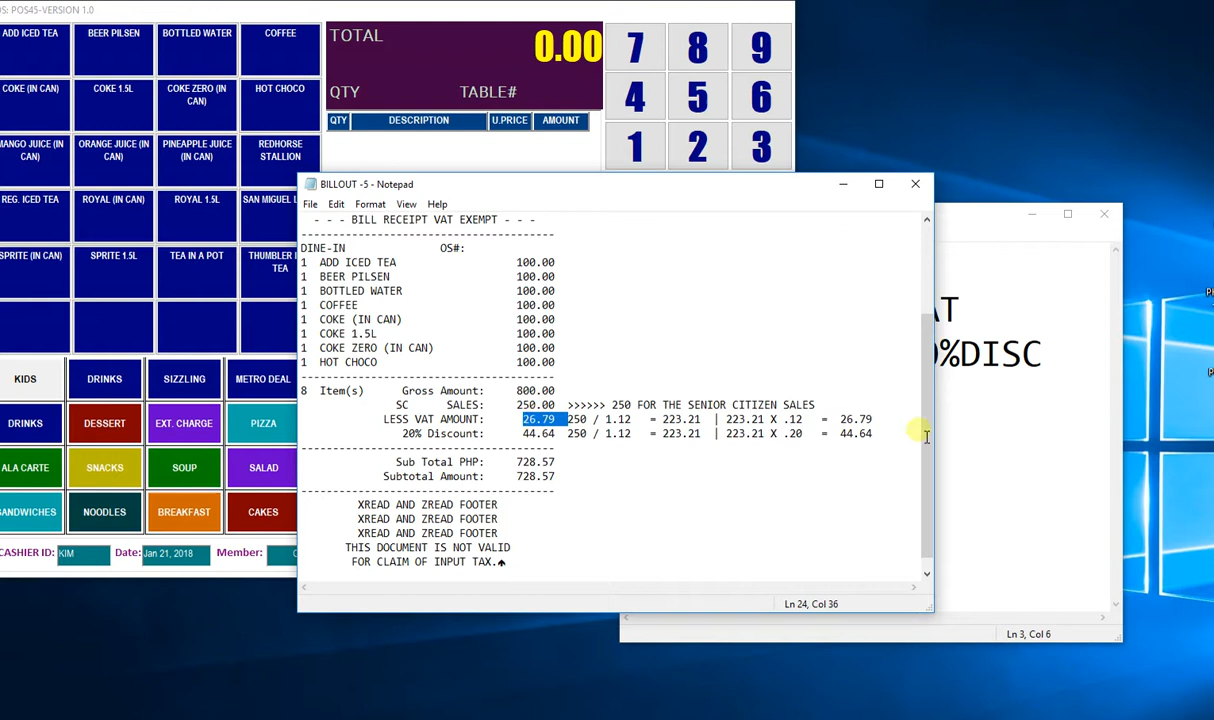 OS: POS45-VERSION 1.0
ADD ICED TEA
BEER PILSEN
BOTTLED WATER
COFFEE
COKE (IN CAN)
COKE 1.5L
COKE ZERO (IN
CAN)
HOT CHOCO
MANGO JUICE (IN
CAN)
ORANGE JUICE (IN
CAN)
PINEAPPLE JUICE
(IN CAN)
REDHORSE
STALLION
REG. ICED TEA
ROYAL (IN CAN)
ROYAL 1.5L
SAN MIGUEL L
SPRITE (IN CAN)
SPRITE 1.5L
TEA IN A POT
THUMBLER I
TEA
TOTAL
0.00
QTY
TABLE#
QTY
DESCRIPTION
U.PRICE
AMOUNT
7
8
9
4
5
6
1
2
3
KIDS
DRINKS
SIZZLING
METRO DEAL
DRINKS
DESSERT
EXT. CHARGE
PIZZA
ALA CARTE
SNACKS
SOUP
SALAD
SANDWICHES
NOODLES
BREAKFAST
CAKES
CASHIER ID:
KIM
Date:
Jan 21, 2018
Member:
BILLOUT -5 - Notepad
File Edit Format View Help
- - - BILL RECEIPT VAT EXEMPT - - -
----------------------------------------
DINE-IN OS#:
1 ADD ICED TEA 100.00
1 BEER PILSEN 100.00
1 BOTTLED WATER 100.00
1 COFFEE 100.00
1 COKE (IN CAN) 100.00
1 COKE 1.5L 100.00
1 COKE ZERO (IN CAN) 100.00
1 HOT CHOCO 100.00
----------------------------------------
8 Item(s) Gross Amount: 800.00
SC SALES: 250.00 >>>>>> 250 FOR THE SENIOR CITIZEN SALES
LESS VAT AMOUNT: 26.79 250 / 1.12 = 223.21 | 223.21 X .12 = 26.79
20% Discount: 44.64 250 / 1.12 = 223.21 | 223.21 X .20 = 44.64
----------------------------------------
Sub Total PHP: 728.57
Subtotal Amount: 728.57
----------------------------------------
XREAD AND ZREAD FOOTER
XREAD AND ZREAD FOOTER
XREAD AND ZREAD FOOTER
THIS DOCUMENT IS NOT VALID
FOR CLAIM OF INPUT TAX.
Ln 24, Col 36
AT
%DISC
Ln 3, Col 6